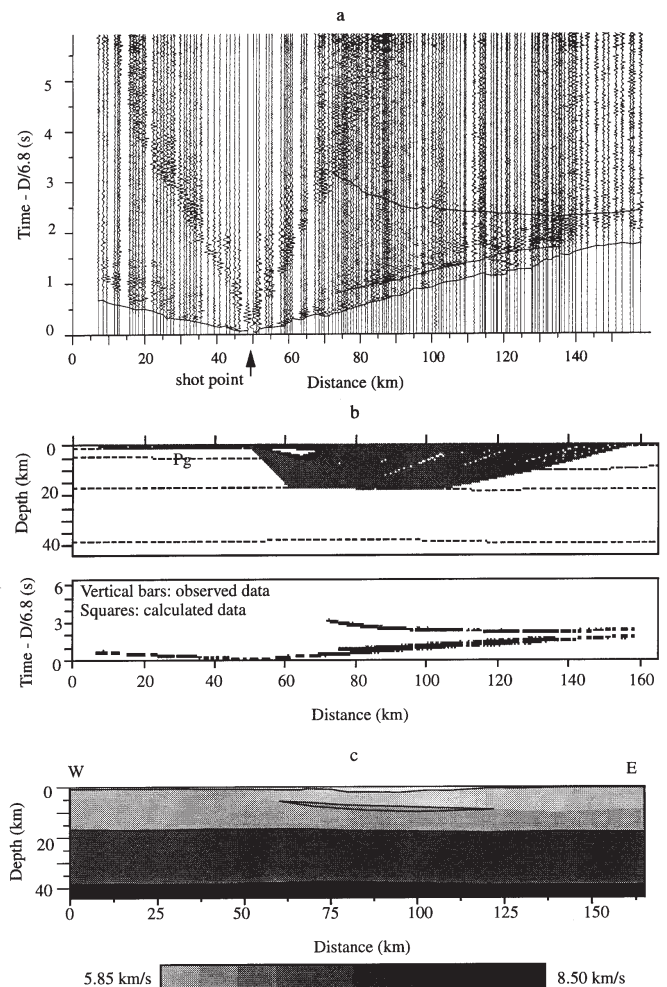 a
Time - D/6.8 (s)
5
4
3
2
1
0
0 20 40 60 80 100 120 140
shot point
Distance (km)
b
Depth (km)
0
20
40
Pg
Time - D/6.8 (s)
6
3
0
Vertical bars: observed data
Squares: calculated data
0 20 40 60 80 100 120 140 160
Distance (km)
c
W E
Depth (km)
0
20
40
0 25 50 75 100 125 150
Distance (km)
5.85 km/s 8.50 km/s